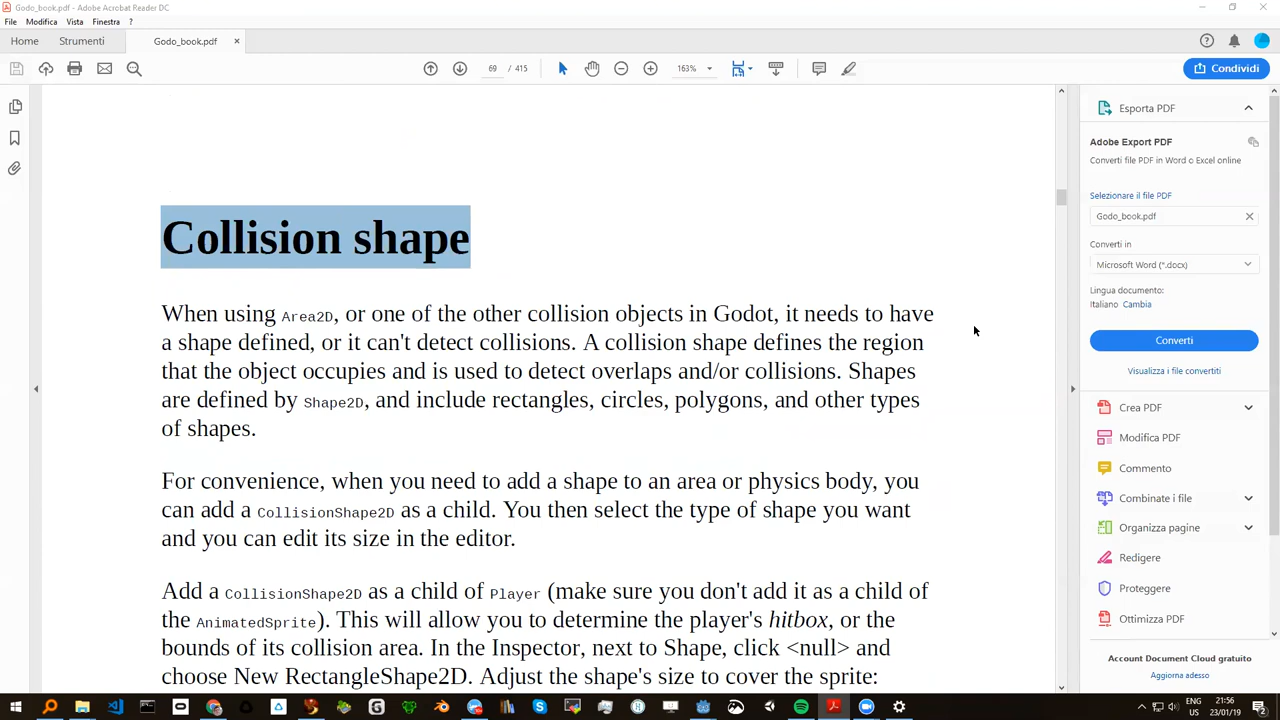 Godo_book.pdf - Adobe Acrobat Reader DC
File Modifica Vista Finestra ?
Home Strumenti Godo_book.pdf
69 / 415 163%
Condividi
Esporta PDF
Adobe Export PDF
Converti file PDF in Word o Excel online
Selezionare il file PDF
Godo_book.pdf
Converti in
Microsoft Word (*.docx)
Lingua documento:
Italiano Cambia
Converti
Visualizza i file convertiti
Crea PDF
Modifica PDF
Commento
Combinate i file
Organizza pagine
Redigere
Proteggere
Ottimizza PDF
Account Document Cloud gratuito
Aggiorna adesso
Collision shape
When using Area2D, or one of the other collision objects in Godot, it needs to have
a shape defined, or it can't detect collisions. A collision shape defines the region
that the object occupies and is used to detect overlaps and/or collisions. Shapes
are defined by Shape2D, and include rectangles, circles, polygons, and other types
of shapes.
For convenience, when you need to add a shape to an area or physics body, you
can add a CollisionShape2D as a child. You then select the type of shape you want
and you can edit its size in the editor.
Add a CollisionShape2D as a child of Player (make sure you don't add it as a child of
the AnimatedSprite). This will allow you to determine the player's hitbox, or the
bounds of its collision area. In the Inspector, next to Shape, click <null> and
choose New RectangleShape2D. Adjust the shape's size to cover the sprite:
ENG
US
21:56
23/01/19
2